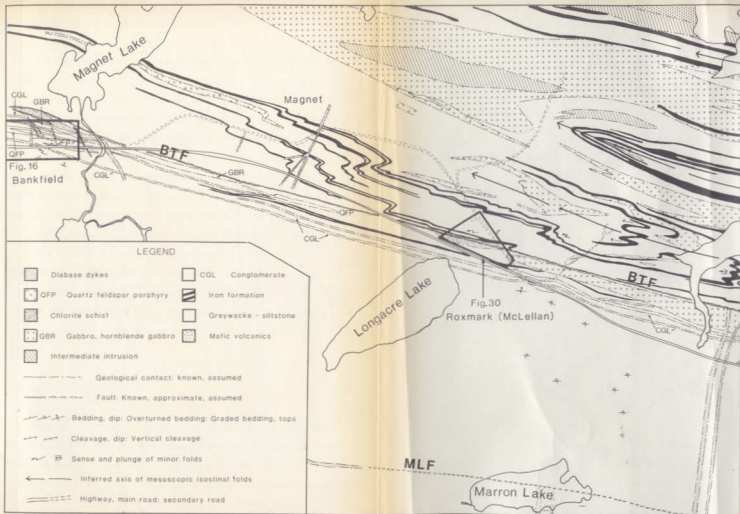 Magnet Lake
CGL
GBR
QFP
Fig. 16
Bankfield
CGL
BTF
GBR
Magnet
QFP
CGL
Longacre Lake
Fig.30
Roxmark (McLellan)
BTF
CGL
MLF
Marron Lake
LEGEND
Diabase dykes
QFP Quartz feldspar porphyry
Chlorite schist
GBR Gabbro, hornblende gabbro
Intermediate intrusion
CGL Conglomerate
Iron formation
Greywacke - siltstone
Mafic volcanics
Geological contact: known, assumed
Fault: Known, approximate, assumed
Bedding, dip: Overturned bedding: Graded bedding, tops
Cleavage, dip: Vertical cleavage
Sense and plunge of minor folds
Inferred axis of mesoscopic isoclinal folds
Highway, main road: secondary road